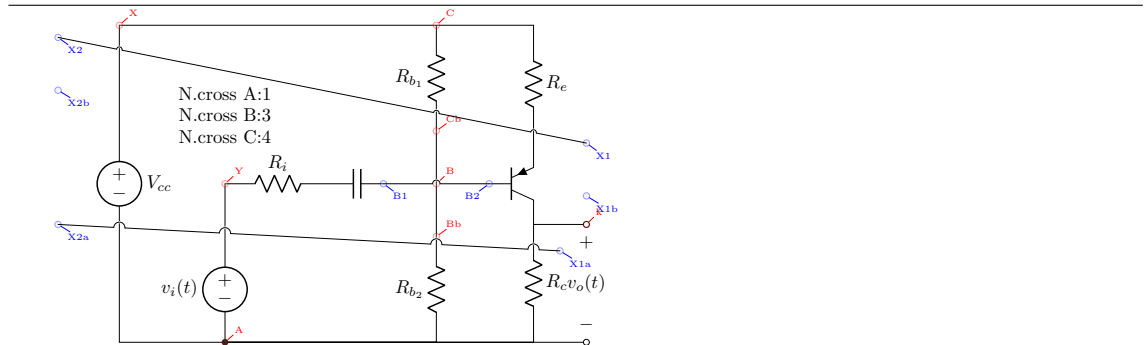 X
C
X2
R_{b_1}
R_e
X2b
N.cross A:1
N.cross B:3
N.cross C:4
Cb
X1
R_i
Y
B
+
−
V_{cc}
B1
B2
X1b
X2a
Bb
+
X1a
v_i(t)
+
−
R_{b_2}
R_c
v_o(t)
A
−